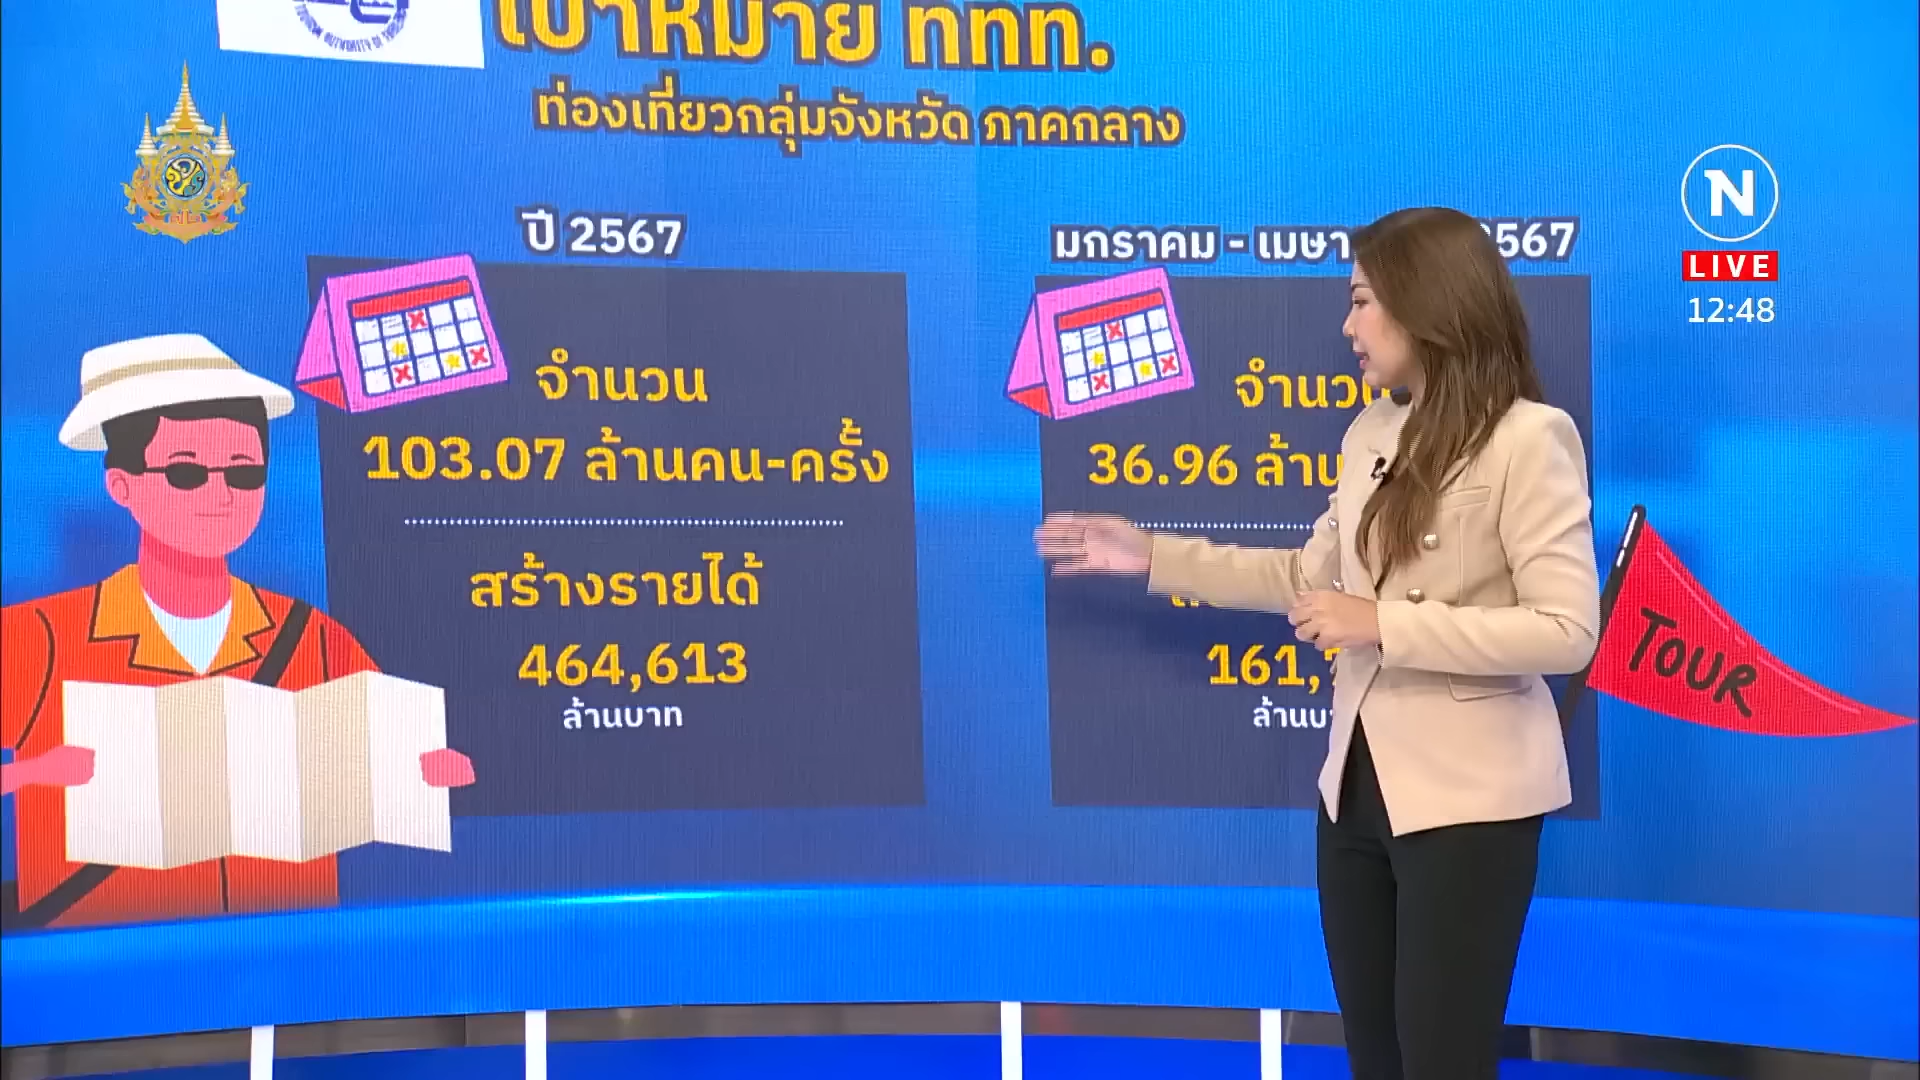 เป้าหมาย ททท.
ท่องเที่ยวกลุ่มจังหวัด ภาคกลาง
ปี 2567
จำนวน
103.07 ล้านคน-ครั้ง
สร้างรายได้
464,613
ล้านบาท
มกราคม - เมษา
567
จำนวน
36.96 ล้าน
161,
ล้านบา
N
LIVE
12:48
TOUR